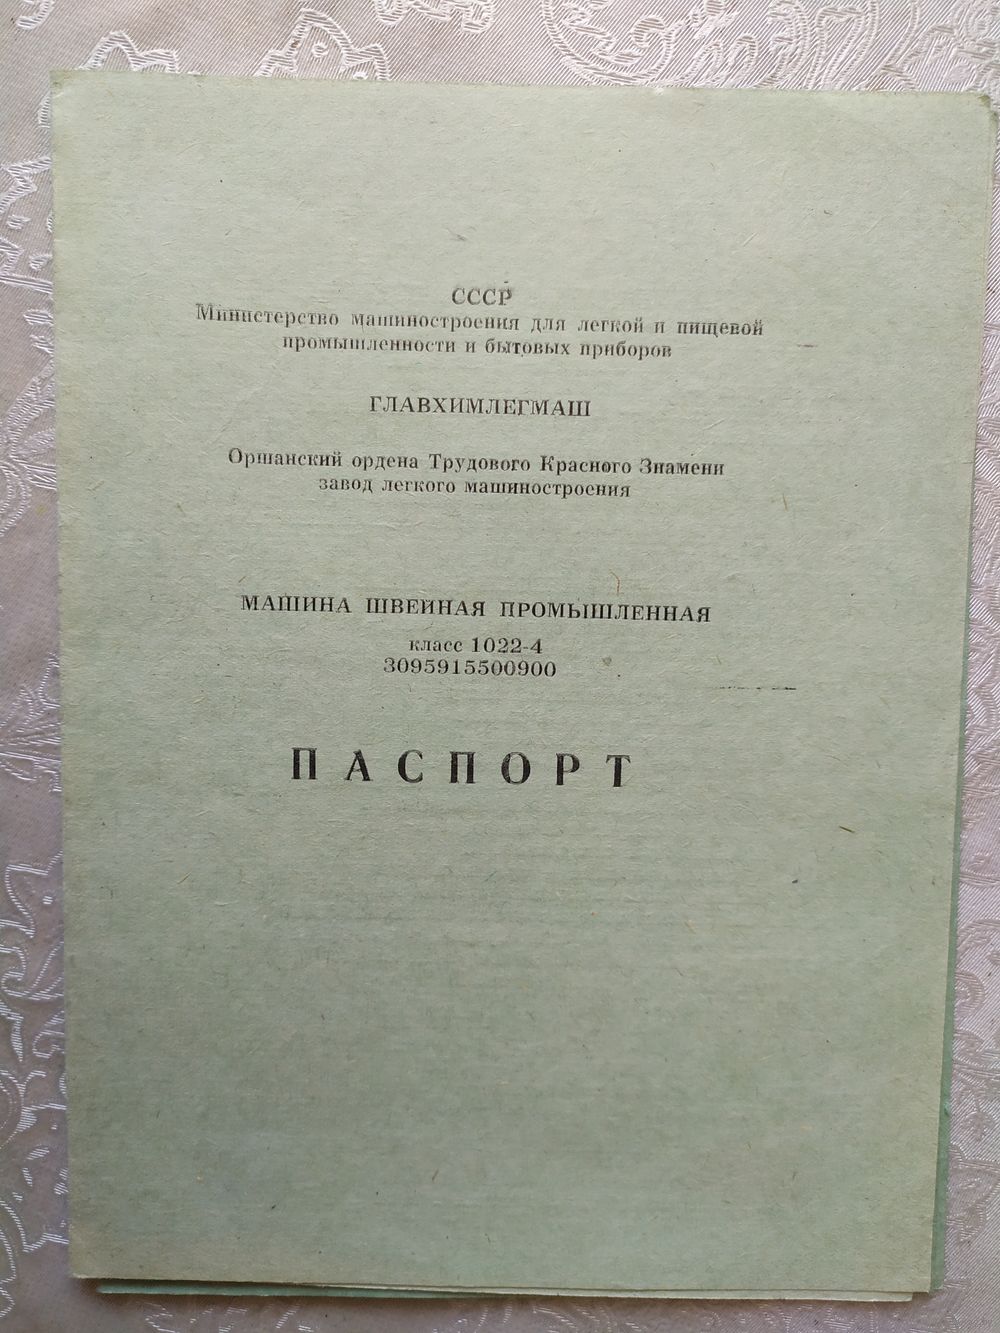 СССР
Министерство машиностроения для легкой и пищевой
промышленности и бытовых приборов
ГЛАВХИМЛЕГМАШ
Оршанский ордена Трудового Красного Знамени
завод легкого машиностроения
МАШИНА ШВЕЙНАЯ ПРОМЫШЛЕННАЯ
класс 1022-4
3095915500900
ПАСПОРТ